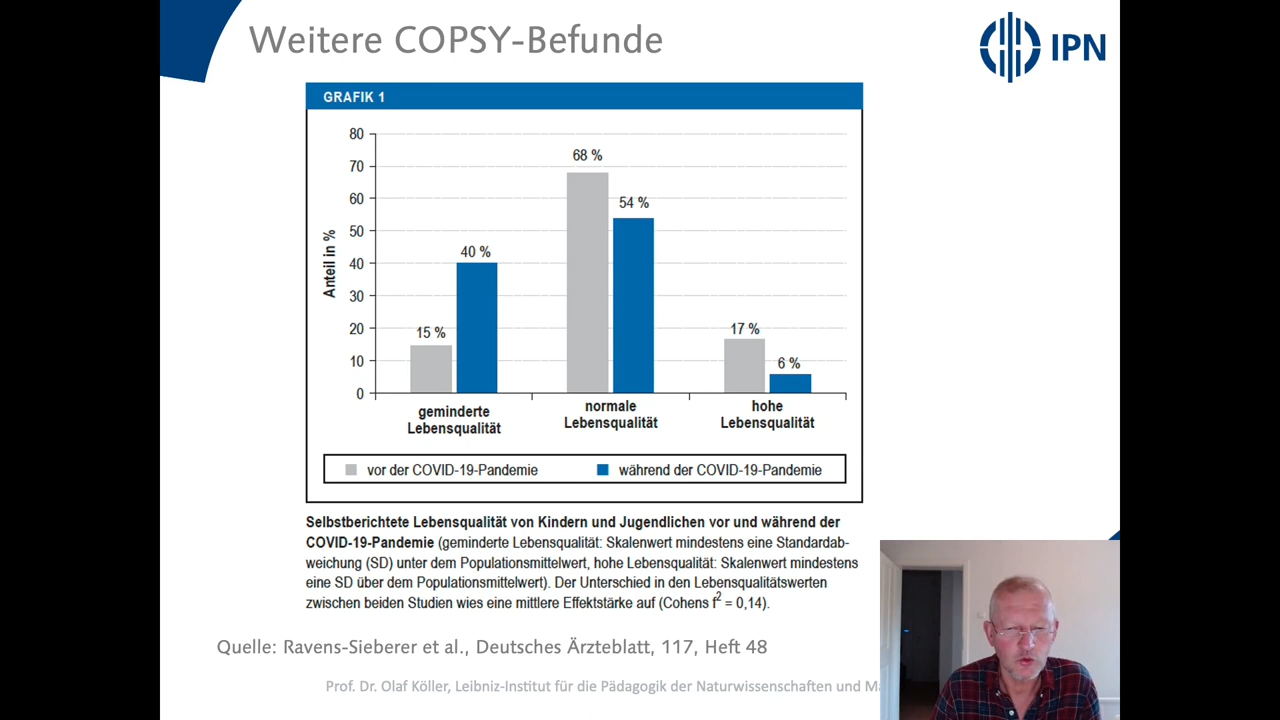 Weitere COPSY-Befunde
IPN
GRAFIK 1
Anteil in %
80
70
60
50
40
30
20
10
0
15 %
40 %
68 %
54 %
17 %
6 %
geminderte
Lebensqualität
normale
Lebensqualität
hohe
Lebensqualität
vor der COVID-19-Pandemie
während der COVID-19-Pandemie
Selbstberichtete Lebensqualität von Kindern und Jugendlichen vor und während der
COVID-19-Pandemie (geminderte Lebensqualität: Skalenwert mindestens eine Standardab-
weichung (SD) unter dem Populationsmittelwert, hohe Lebensqualität: Skalenwert mindestens
eine SD über dem Populationsmittelwert). Der Unterschied in den Lebensqualitätswerten
zwischen beiden Studien wies eine mittlere Effektstärke auf (Cohens f² = 0,14).
Quelle: Ravens-Sieberer et al., Deutsches Ärzteblatt, 117, Heft 48
Prof. Dr. Olaf Köller, Leibniz-Institut für die Pädagogik der Naturwissenschaften und Ma